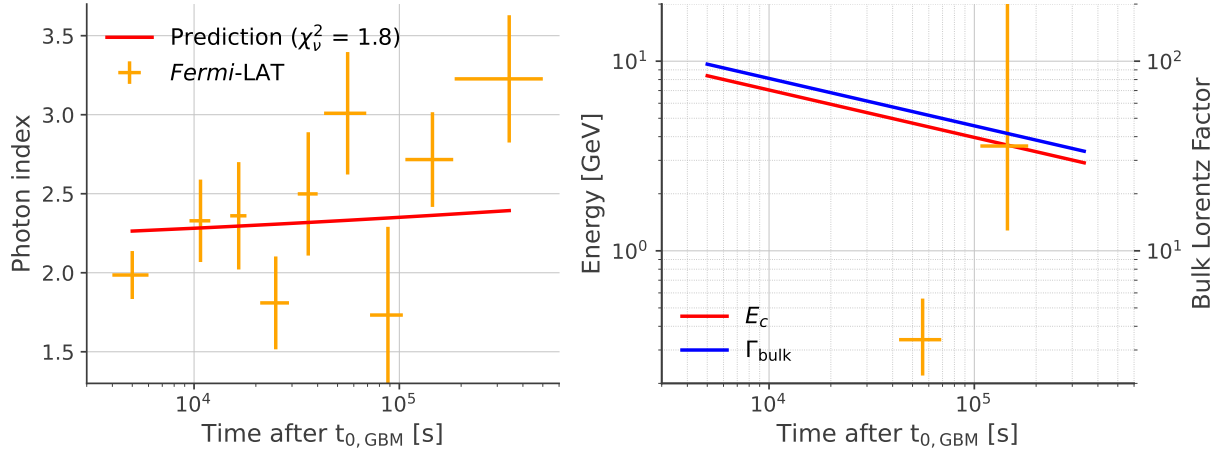 Prediction (χ²ᵥ = 1.8)
Fermi-LAT
Photon index
3.5
3.0
2.5
2.0
1.5
10⁴
10⁵
Time after t₀,GBM [s]
Energy [GeV]
10¹
10⁰
E_c
Γ_bulk
10⁴
10⁵
Time after t₀,GBM [s]
10²
10¹
Bulk Lorentz Factor